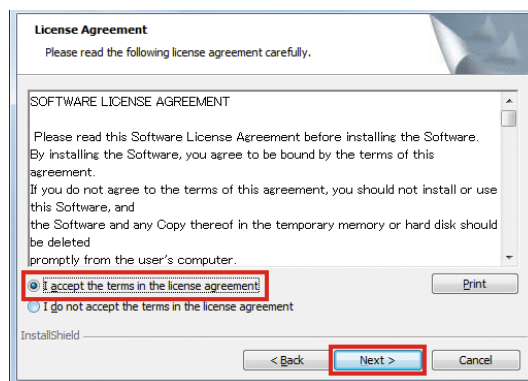 License Agreement
Please read the following license agreement carefully.
SOFTWARE LICENSE AGREEMENT
Please read this Software License Agreement before installing the Software.
By installing the Software, you agree to be bound by the terms of this
agreement.
If you do not agree to the terms of this agreement, you should not install or use
this Software, and
the Software and any Copy thereof in the temporary memory or hard disk should
be deleted
promptly from the user's computer.
I accept the terms in the license agreement
Print
I do not accept the terms in the license agreement
InstallShield
< Back
Next >
Cancel